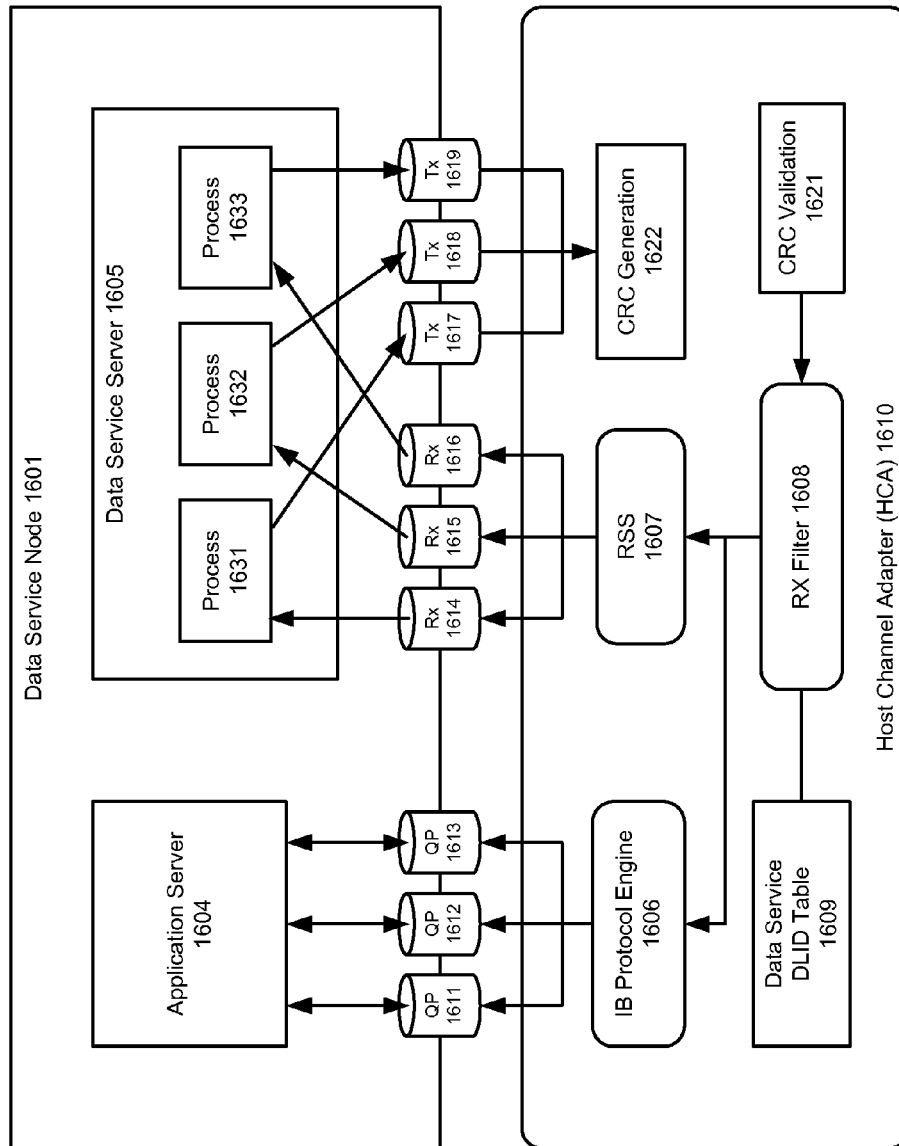 Data Service Node 1601
Application Server
1604
Data Service Server 1605
Process
1631
Process
1632
Process
1633
QP
1611
QP
1612
QP
1613
Rx
1614
Rx
1615
Rx
1616
Tx
1617
Tx
1618
Tx
1619
IB Protocol Engine
1606
RSS
1607
CRC Generation
1622
Data Service
DLID Table
1609
RX Filter 1608
CRC Validation
1621
Host Channel Adapter (HCA) 1610